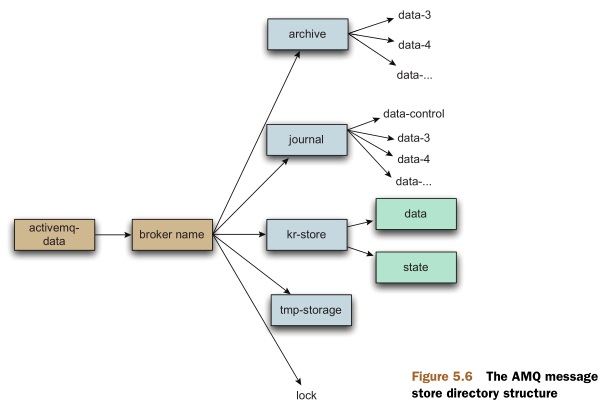 archive
data-3
data-4
data-...
journal
data-control
data-3
data-4
data-...
activemq-
data
broker name
kr-store
data
state
tmp-storage
lock
Figure 5.6 The AMQ message
store directory structure